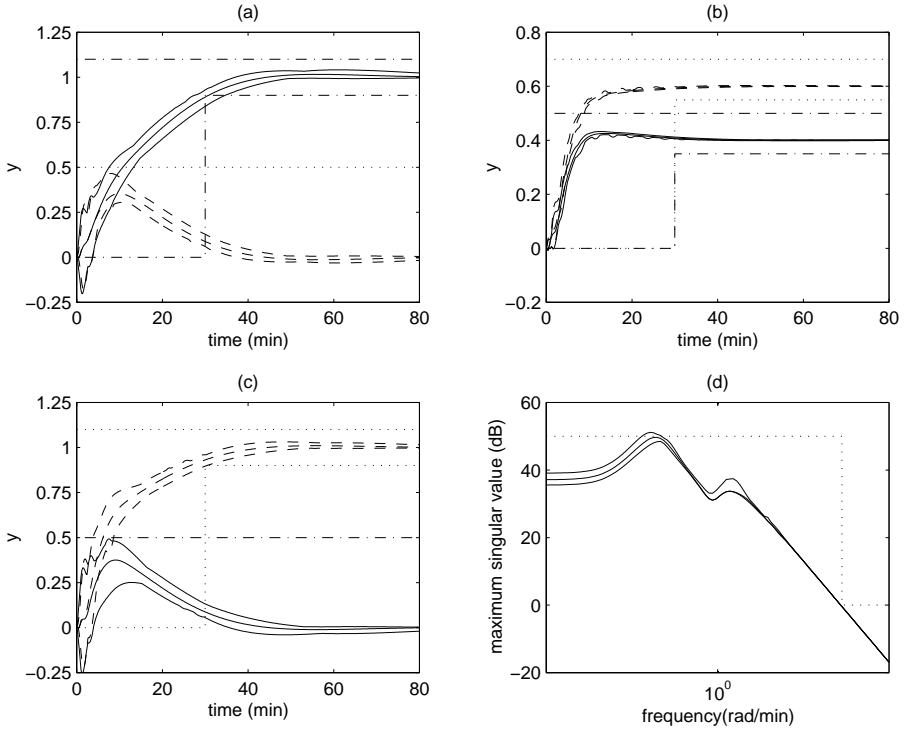 (a)
1.25
1
0.75
0.5
0.25
0
−0.25
y
0 20 40 60 80
time (min)
(b)
0.8
0.6
0.4
0.2
0
−0.2
y
0 20 40 60 80
time (min)
(c)
1.25
1
0.75
0.5
0.25
0
−0.25
y
0 20 40 60 80
time (min)
(d)
60
40
20
0
−20
maximum singular value (dB)
10^0
frequency(rad/min)